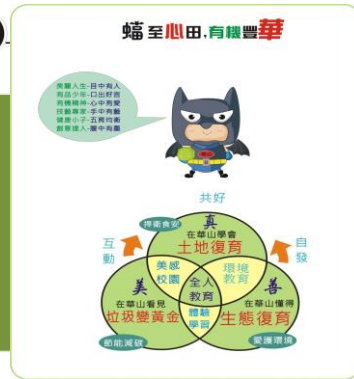 蝠至心田.有機豐華
美麗人生-目中有人
有品少年-口出好言
有機精神-心中有愛
技藝專家-手中有藝
健康小子-五育均衡
創意達人-腹中有墨
共好
捍衛食安
真
在華山學會
土地復育
互動
自發
美感校園
環境教育
美
全人教育
善
在華山看見
垃圾變黃金
體驗學習
在華山懂得
生態復育
節能減碳
愛護環境